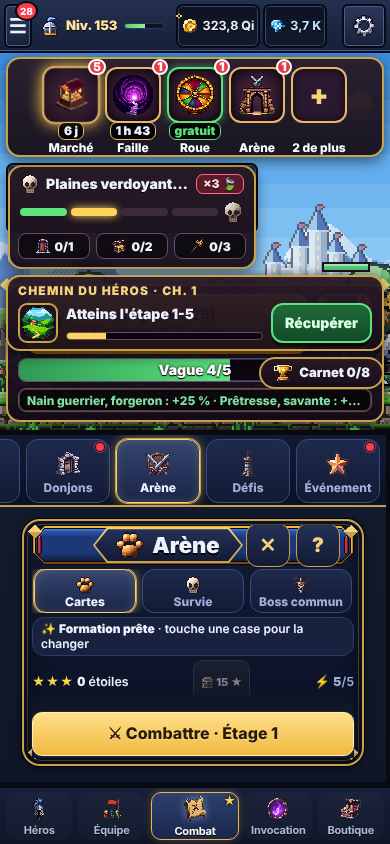 28
Niv. 153
323,8 Qi
3,7 K
5
1
1
1
6 j
1 h 43
gratuit
Marché
Faille
Roue
Arène
2 de plus
Plaines verdoyant...
×3
0/1
0/2
0/3
CHEMIN DU HÉROS · CH. 1
Atteins l'étape 1-5
Récupérer
Vague 4/5
Carnet 0/8
Nain guerrier, forgeron : +25 % · Prêtresse, savante : +...
Donjons
Arène
Défis
Événement
Arène
×
?
Cartes
Survie
Boss commun
✨ Formation prête · touche une case pour la
changer
★★★ 0 étoiles
15 ★
⚡ 5/5
⚔ Combattre · Étage 1
Héros
Équipe
Combat
Invocation
Boutique